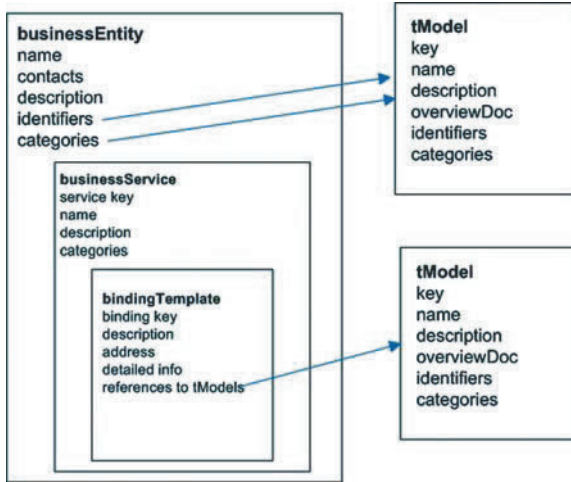 businessEntity
name
contacts
description
identifiers
categories
businessService
service key
name
description
categories
bindingTemplate
binding key
description
address
detailed info
references to tModels
tModel
key
name
description
overviewDoc
identifiers
categories
tModel
key
name
description
overviewDoc
identifiers
categories